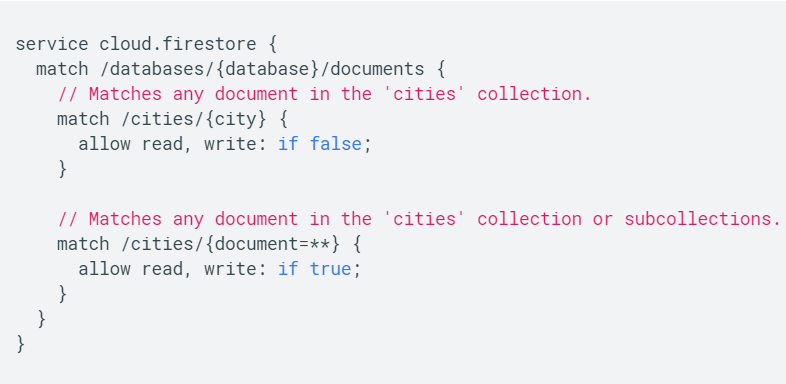 service cloud.firestore {
  match /databases/{database}/documents {
    // Matches any document in the 'cities' collection.
    match /cities/{city} {
      allow read, write: if false;
    }

    // Matches any document in the 'cities' collection or subcollections.
    match /cities/{document=**} {
      allow read, write: if true;
    }
  }
}